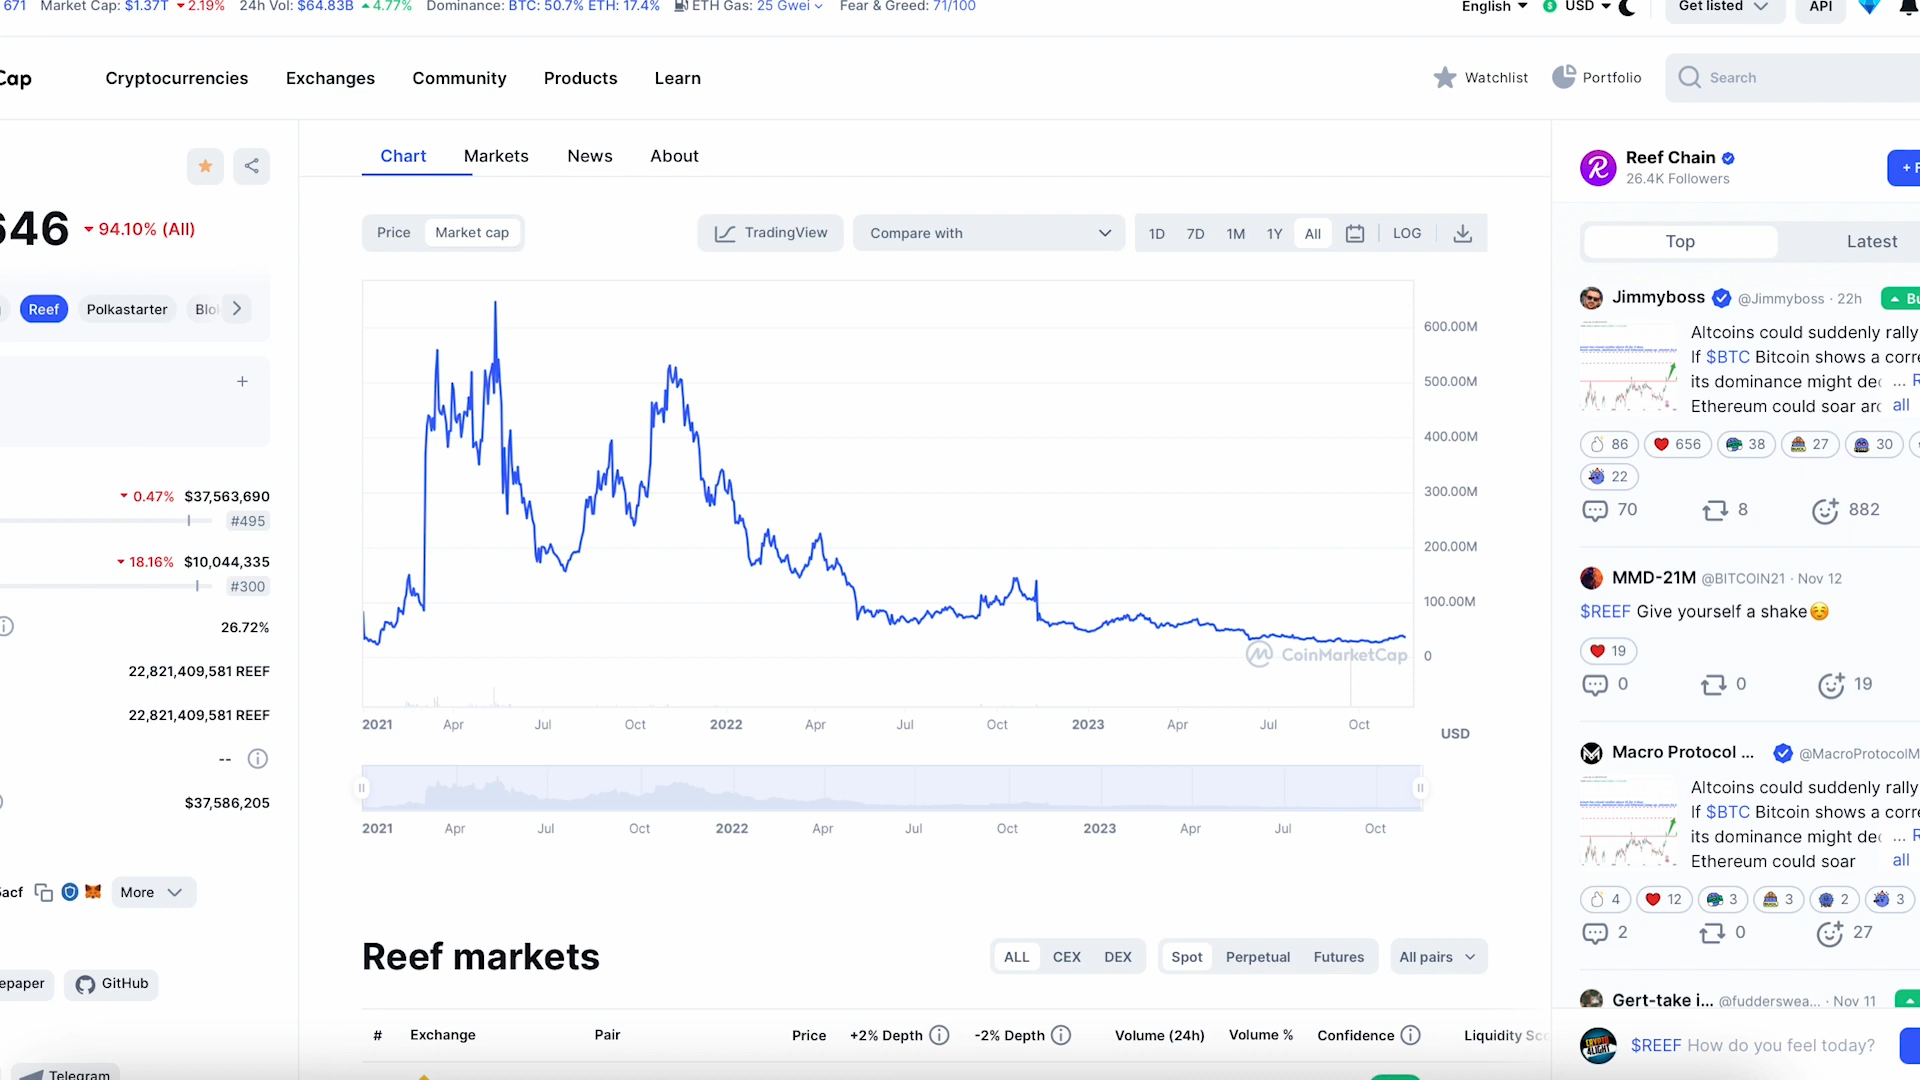 671 Market Cap: $1.37T 2.19% 24h Vol: $64.83B 4.77% Dominance: BTC: 50.7% ETH: 17.4% ETH Gas: 25 Gwei Fear & Greed: 71/100
English USD Get listed API
Cap Cryptocurrencies Exchanges Community Products Learn
Watchlist Portfolio Search
646 94.10% (All)
Reef Polkastarter
0.47% $37,563,690
#495
18.16% $10,044,335
#300
26.72%
22,821,409,581 REEF
22,821,409,581 REEF
--
$37,586,205
More
GitHub
Telegram
Chart Markets News About
Price Market cap TradingView Compare with 1D 7D 1M 1Y All LOG
600.00M
500.00M
400.00M
300.00M
200.00M
100.00M
0
CoinMarketCap
2021 Apr Jul Oct 2022 Apr Jul Oct 2023 Apr Jul Oct
USD
2021 Apr Jul Oct 2022 Apr Jul Oct 2023 Apr Jul Oct
Reef markets
ALL CEX DEX Spot Perpetual Futures All pairs
# Exchange Pair Price +2% Depth -2% Depth Volume (24h) Volume % Confidence Liquidity Sco
Reef Chain
26.4K Followers
+ F
Top Latest
Jimmyboss @Jimmyboss · 22h Bu
Altcoins could suddenly rally
If $BTC Bitcoin shows a corre
its dominance might dec ... R
Ethereum could soar arc all
86 656 38 27 30
22
70 8 882
MMD-21M @BITCOIN21 · Nov 12
$REEF Give yourself a shake☺️
19
0 0 19
Macro Protocol ... @MacroProtocolM
Altcoins could suddenly rally
If $BTC Bitcoin shows a corre
its dominance might dec ... R
Ethereum could soar all
4 12 3 3 2 3
2 0 27
Gert-take i... @fudderswea... · Nov 11
CRYPTO
4LIGHT
$REEF How do you feel today?